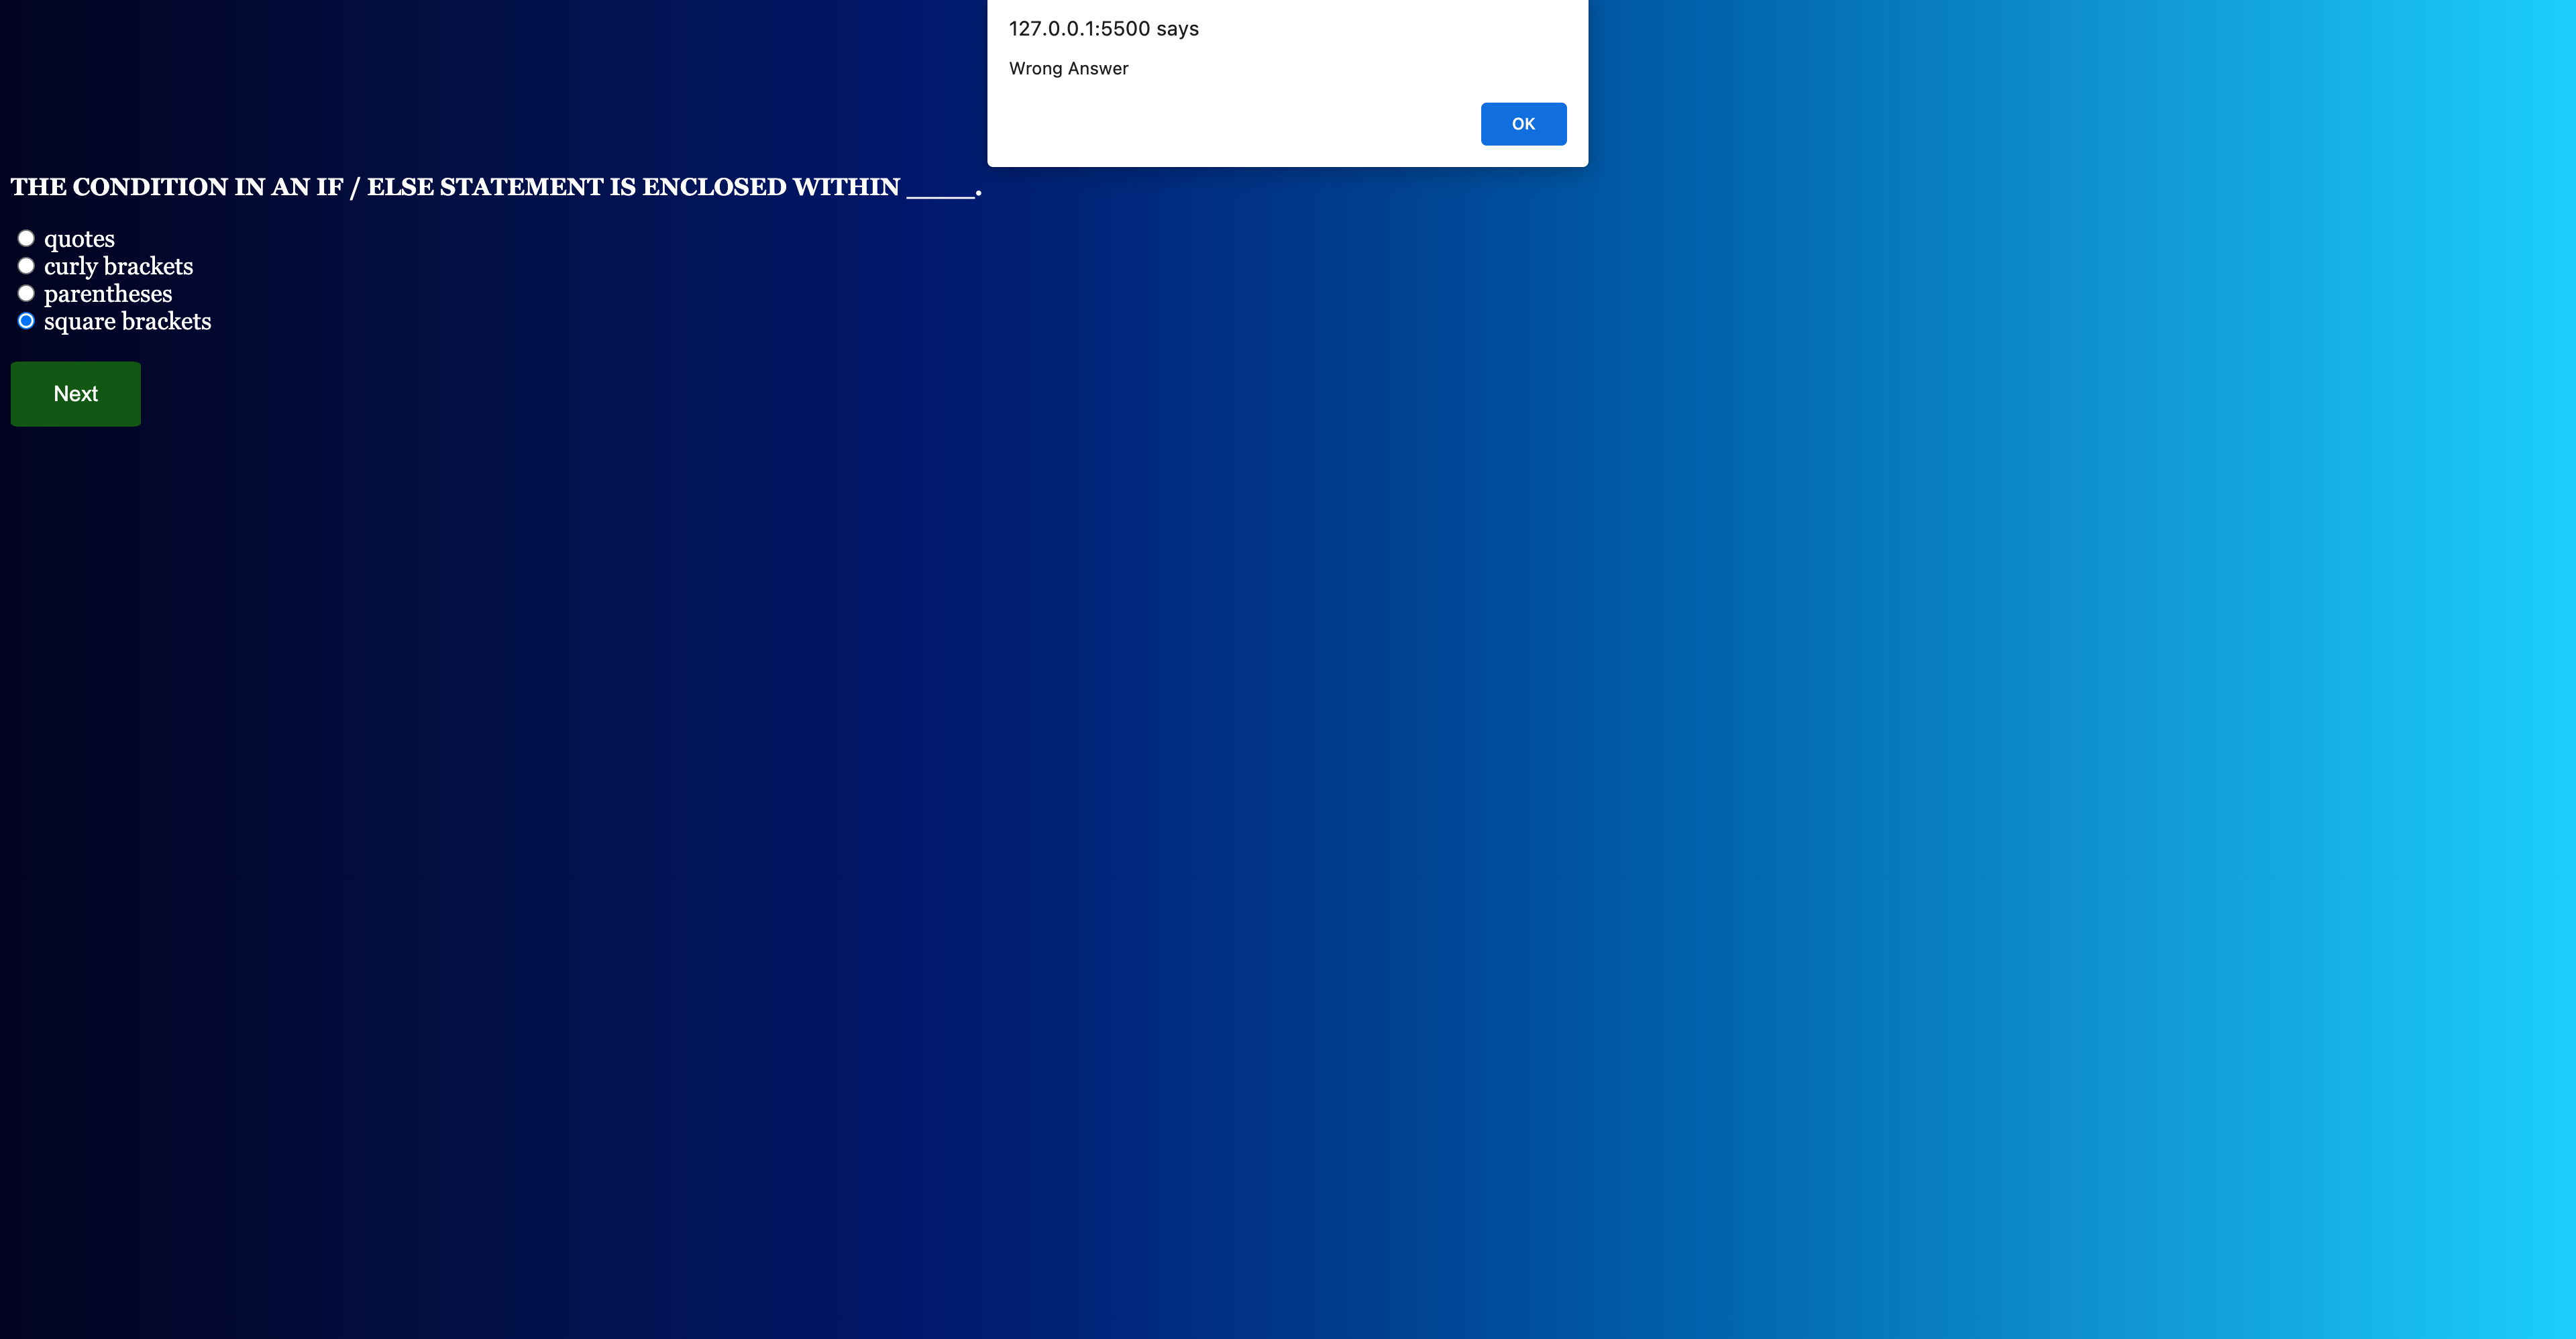 127.0.0.1:5500 says
Wrong Answer
OK
THE CONDITION IN AN IF / ELSE STATEMENT IS ENCLOSED WITHIN _____.
quotes
curly brackets
parentheses
square brackets
Next